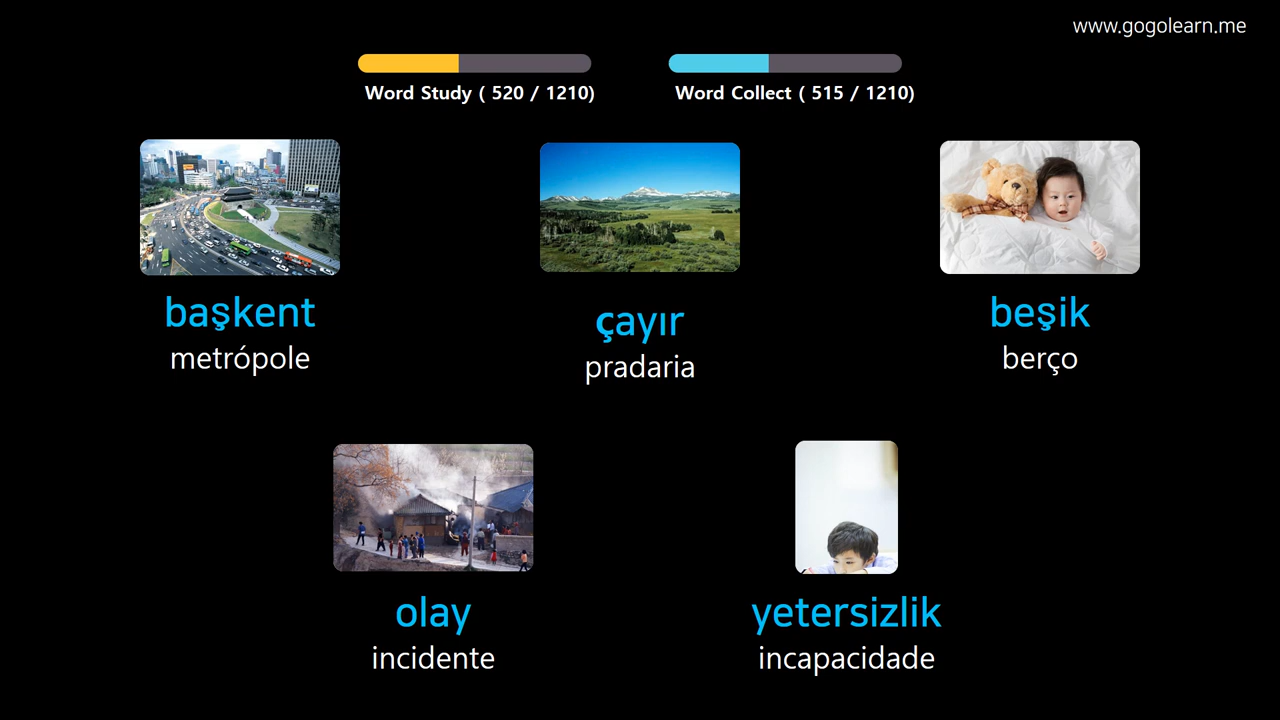 www.gogolearn.me
Word Study ( 520 / 1210)
Word Collect ( 515 / 1210)
başkent
metrópole
çayır
pradaria
beşik
berço
olay
incidente
yetersizlik
incapacidade